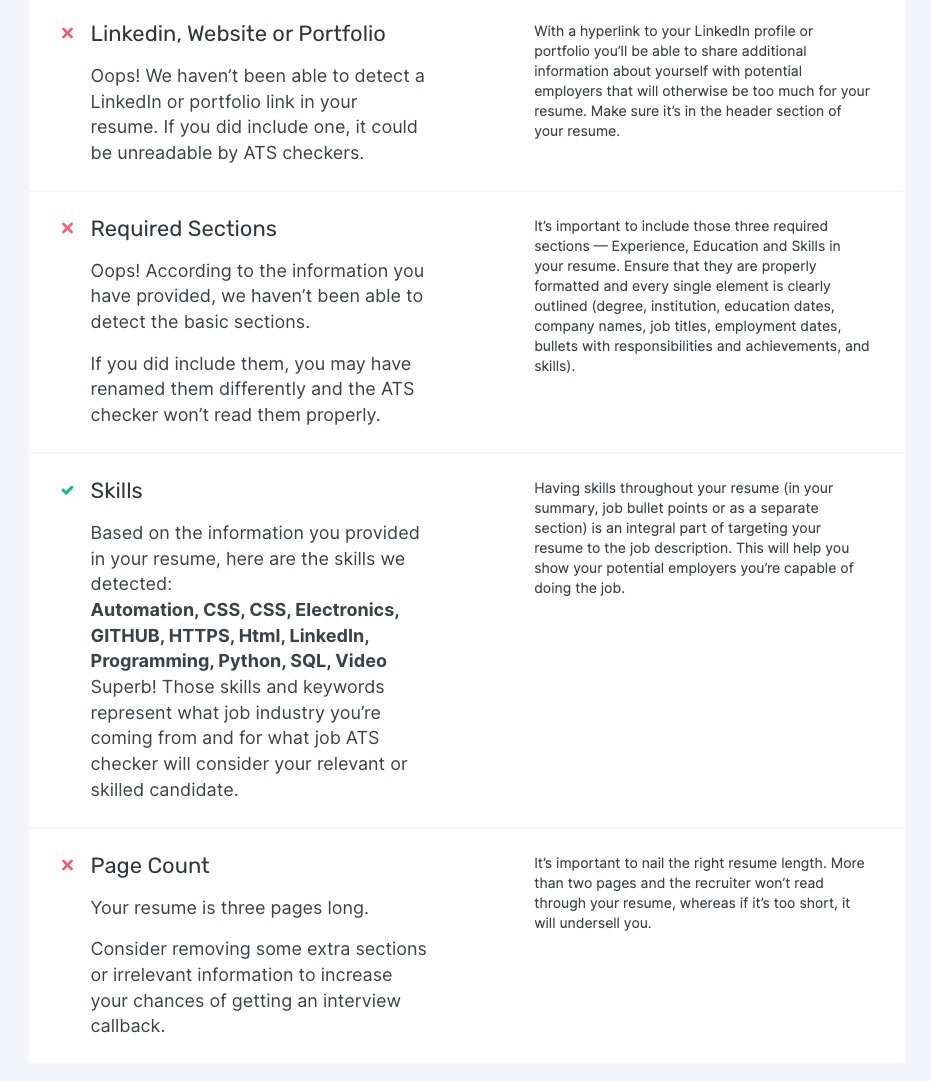 Linkedin, Website or Portfolio
Oops! We haven’t been able to detect a
LinkedIn or portfolio link in your
resume. If you did include one, it could
be unreadable by ATS checkers.
With a hyperlink to your LinkedIn profile or
portfolio you’ll be able to share additional
information about yourself with potential
employers that will otherwise be too much for your
resume. Make sure it’s in the header section of
your resume.
Required Sections
Oops! According to the information you
have provided, we haven’t been able to
detect the basic sections.
If you did include them, you may have
renamed them differently and the ATS
checker won’t read them properly.
It’s important to include those three required
sections — Experience, Education and Skills in
your resume. Ensure that they are properly
formatted and every single element is clearly
outlined (degree, institution, education dates,
company names, job titles, employment dates,
bullets with responsibilities and achievements, and
skills).
Skills
Based on the information you provided
in your resume, here are the skills we
detected:
Automation, CSS, CSS, Electronics,
GITHUB, HTTPS, Html, LinkedIn,
Programming, Python, SQL, Video
Superb! Those skills and keywords
represent what job industry you’re
coming from and for what job ATS
checker will consider your relevant or
skilled candidate.
Having skills throughout your resume (in your
summary, job bullet points or as a separate
section) is an integral part of targeting your
resume to the job description. This will help you
show your potential employers you’re capable of
doing the job.
Page Count
Your resume is three pages long.
Consider removing some extra sections
or irrelevant information to increase
your chances of getting an interview
callback.
It’s important to nail the right resume length. More
than two pages and the recruiter won’t read
through your resume, whereas if it’s too short, it
will undersell you.